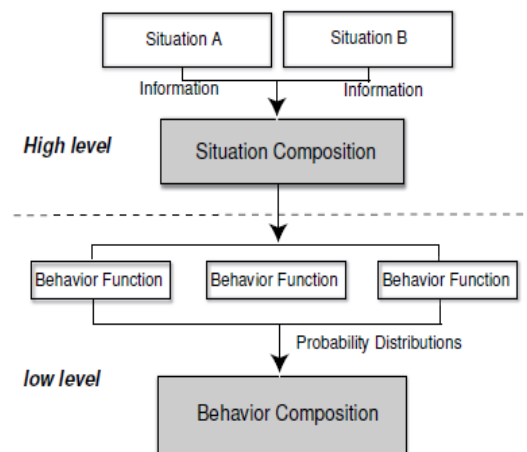 Situation A
Situation B
Information
Information
High level
Situation Composition
Behavior Function
Behavior Function
Behavior Function
Probability Distributions
low level
Behavior Composition